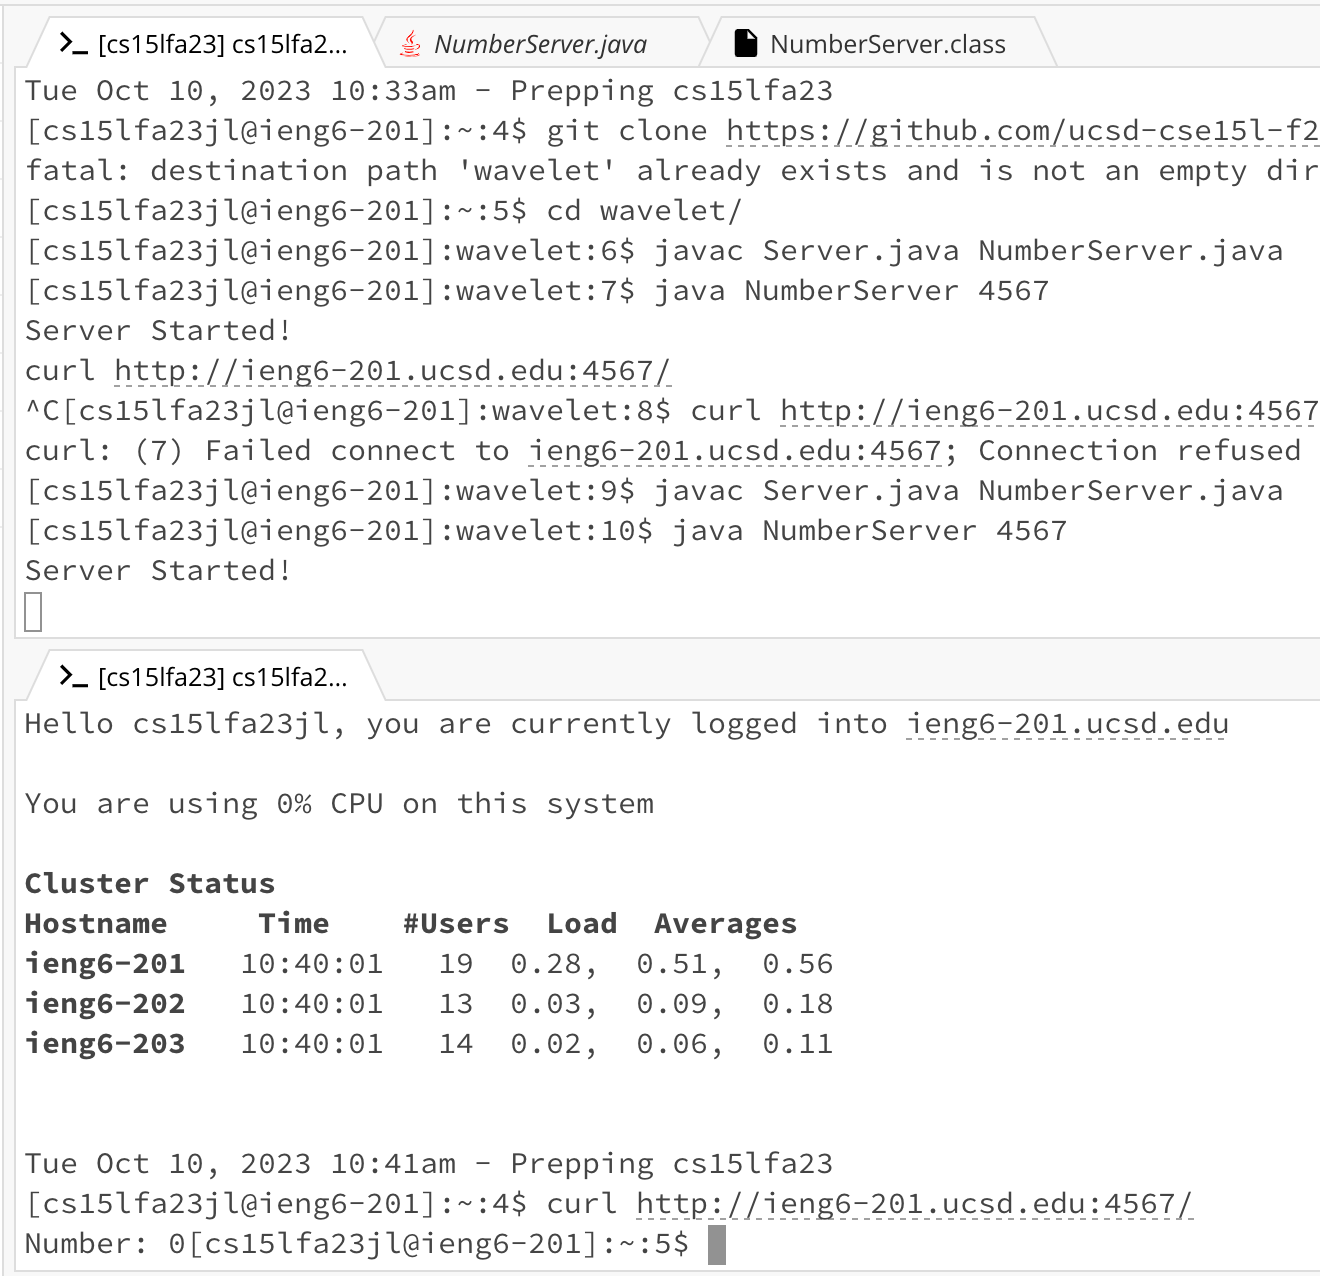 [cs15lfa23] cs15lfa2... NumberServer.java NumberServer.class
Tue Oct 10, 2023 10:33am - Prepping cs15lfa23
[cs15lfa23jl@ieng6-201]:~:4$ git clone https://github.com/ucsd-cse15l-f2
fatal: destination path 'wavelet' already exists and is not an empty dir
[cs15lfa23jl@ieng6-201]:~:5$ cd wavelet/
[cs15lfa23jl@ieng6-201]:wavelet:6$ javac Server.java NumberServer.java
[cs15lfa23jl@ieng6-201]:wavelet:7$ java NumberServer 4567
Server Started!
curl http://ieng6-201.ucsd.edu:4567/
^C[cs15lfa23jl@ieng6-201]:wavelet:8$ curl http://ieng6-201.ucsd.edu:4567
curl: (7) Failed connect to ieng6-201.ucsd.edu:4567; Connection refused
[cs15lfa23jl@ieng6-201]:wavelet:9$ javac Server.java NumberServer.java
[cs15lfa23jl@ieng6-201]:wavelet:10$ java NumberServer 4567
Server Started!
[cs15lfa23] cs15lfa2...
Hello cs15lfa23jl, you are currently logged into ieng6-201.ucsd.edu
You are using 0% CPU on this system
Cluster Status
Hostname Time #Users Load Averages
ieng6-201 10:40:01 19 0.28, 0.51, 0.56
ieng6-202 10:40:01 13 0.03, 0.09, 0.18
ieng6-203 10:40:01 14 0.02, 0.06, 0.11
Tue Oct 10, 2023 10:41am - Prepping cs15lfa23
[cs15lfa23jl@ieng6-201]:~:4$ curl http://ieng6-201.ucsd.edu:4567/
Number: 0[cs15lfa23jl@ieng6-201]:~:5$